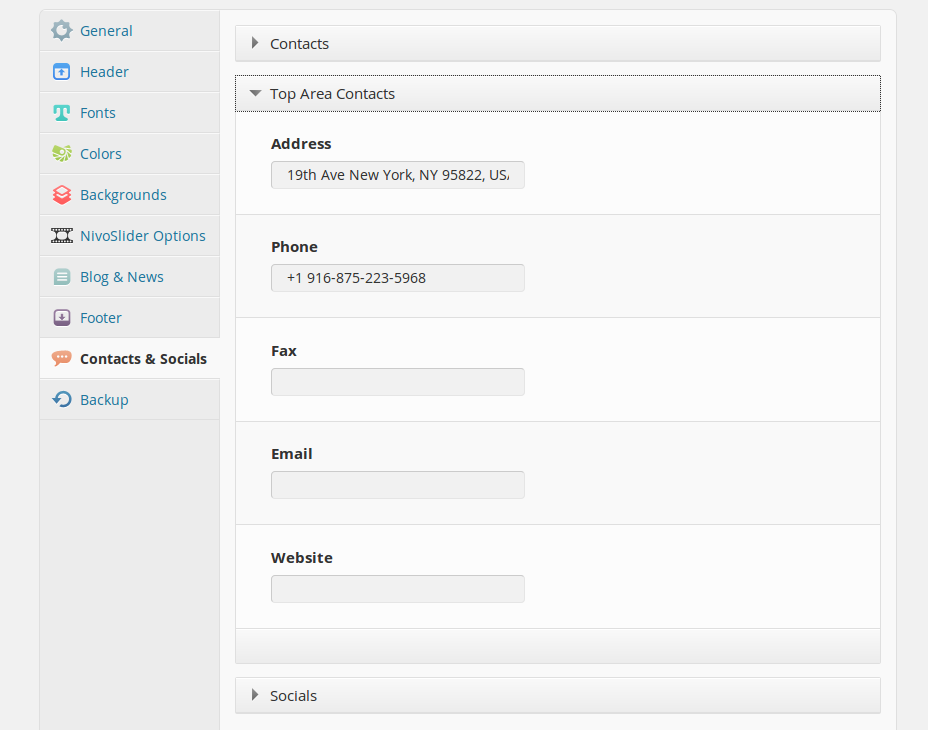 General
Header
Fonts
Colors
Backgrounds
NivoSlider Options
Blog & News
Footer
Contacts & Socials
Backup
Contacts
Top Area Contacts
Address
19th Ave New York, NY 95822, US
Phone
+1 916-875-223-5968
Fax
Email
Website
Socials